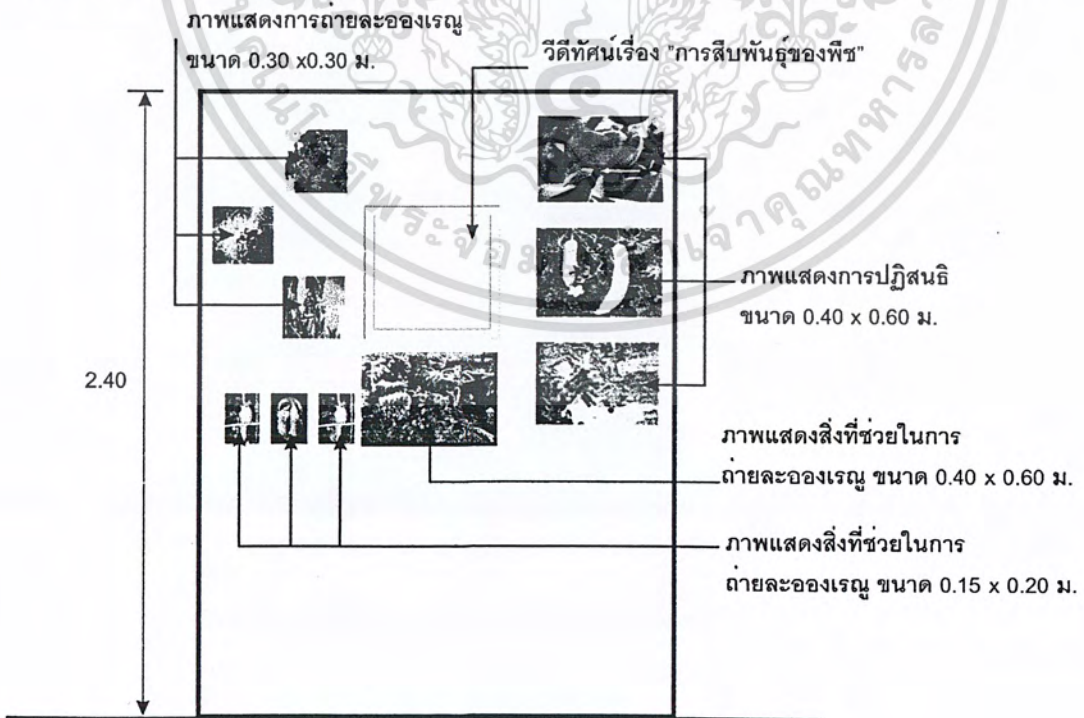 ภาพแสดงการถ่ายละอองเรณู
ขนาด 0.30 x0.30 ม.
วีดีทัศน์เรื่อง "การสืบพันธุ์ของพืช"
ภาพแสดงการปฏิสนธิ
ขนาด 0.40 x 0.60 ม.
2.40
ภาพแสดงสิ่งที่ช่วยในการ
ถ่ายละอองเรณู ขนาด 0.40 x 0.60 ม.
ภาพแสดงสิ่งที่ช่วยในการ
ถ่ายละอองเรณู ขนาด 0.15 x 0.20 ม.